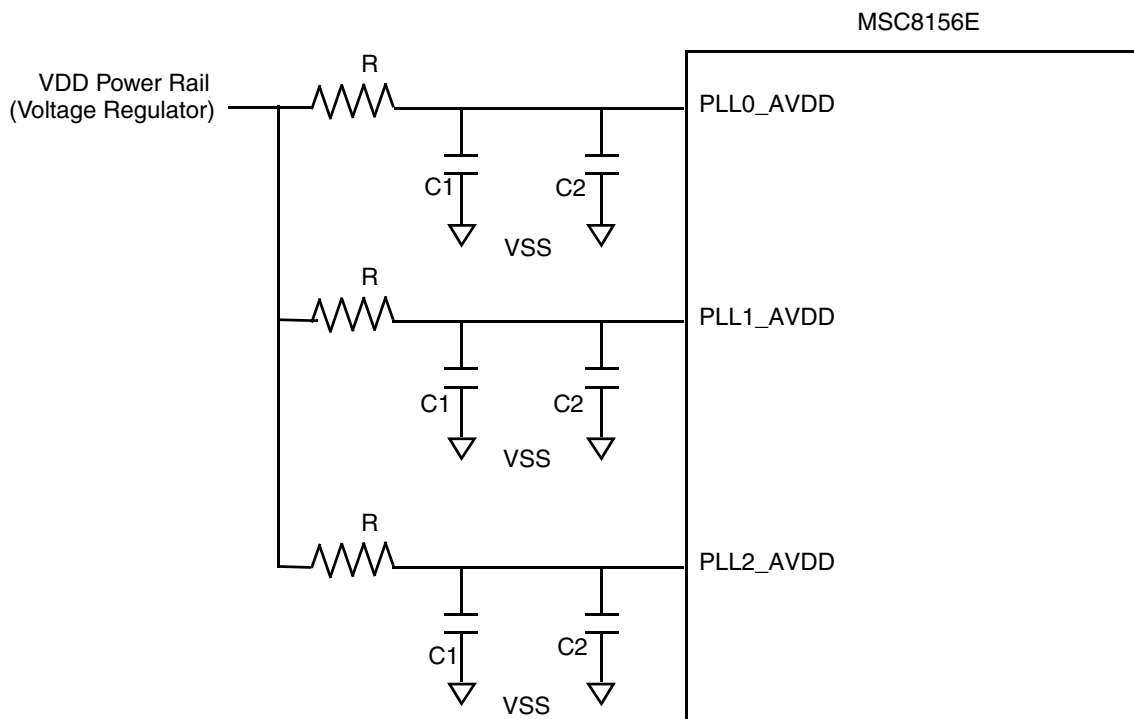 MSC8156E
VDD Power Rail
(Voltage Regulator)
R
PLL0_AVDD
C1
C2
VSS
R
PLL1_AVDD
C1
C2
VSS
R
PLL2_AVDD
C1
C2
VSS